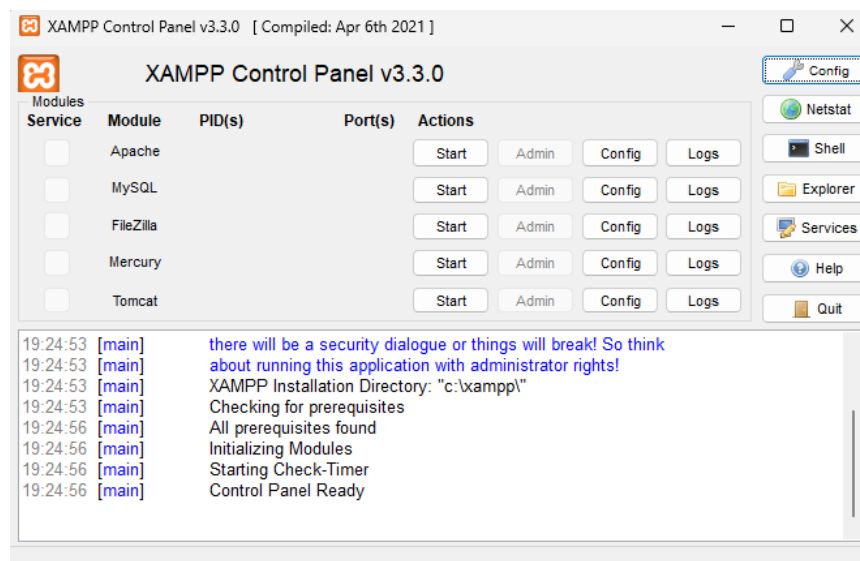 XAMPP Control Panel v3.3.0 [ Compiled: Apr 6th 2021 ]
XAMPP Control Panel v3.3.0
Config
Modules
Service Module PID(s) Port(s) Actions
Netstat
Apache Start Admin Config Logs
Shell
MySQL Start Admin Config Logs
Explorer
FileZilla Start Admin Config Logs
Services
Mercury Start Admin Config Logs
Help
Tomcat Start Admin Config Logs
Quit
19:24:53 [main] there will be a security dialogue or things will break! So think
19:24:53 [main] about running this application with administrator rights!
19:24:53 [main] XAMPP Installation Directory: "c:\xampp\"
19:24:53 [main] Checking for prerequisites
19:24:56 [main] All prerequisites found
19:24:56 [main] Initializing Modules
19:24:56 [main] Starting Check-Timer
19:24:56 [main] Control Panel Ready